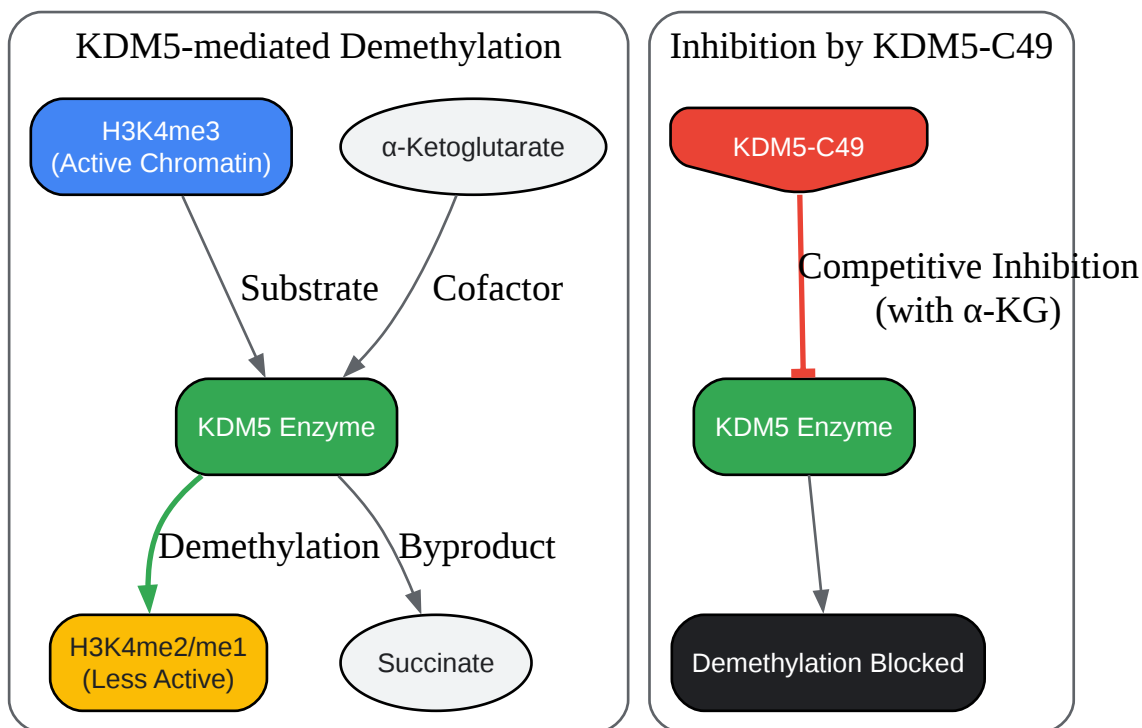 KDM5-mediated Demethylation
H3K4me3
(Active Chromatin)
α-Ketoglutarate
Substrate
Cofactor
KDM5 Enzyme
Demethylation
Byproduct
H3K4me2/me1
(Less Active)
Succinate
Inhibition by KDM5-C49
KDM5-C49
Competitive Inhibition
(with α-KG)
KDM5 Enzyme
Demethylation Blocked